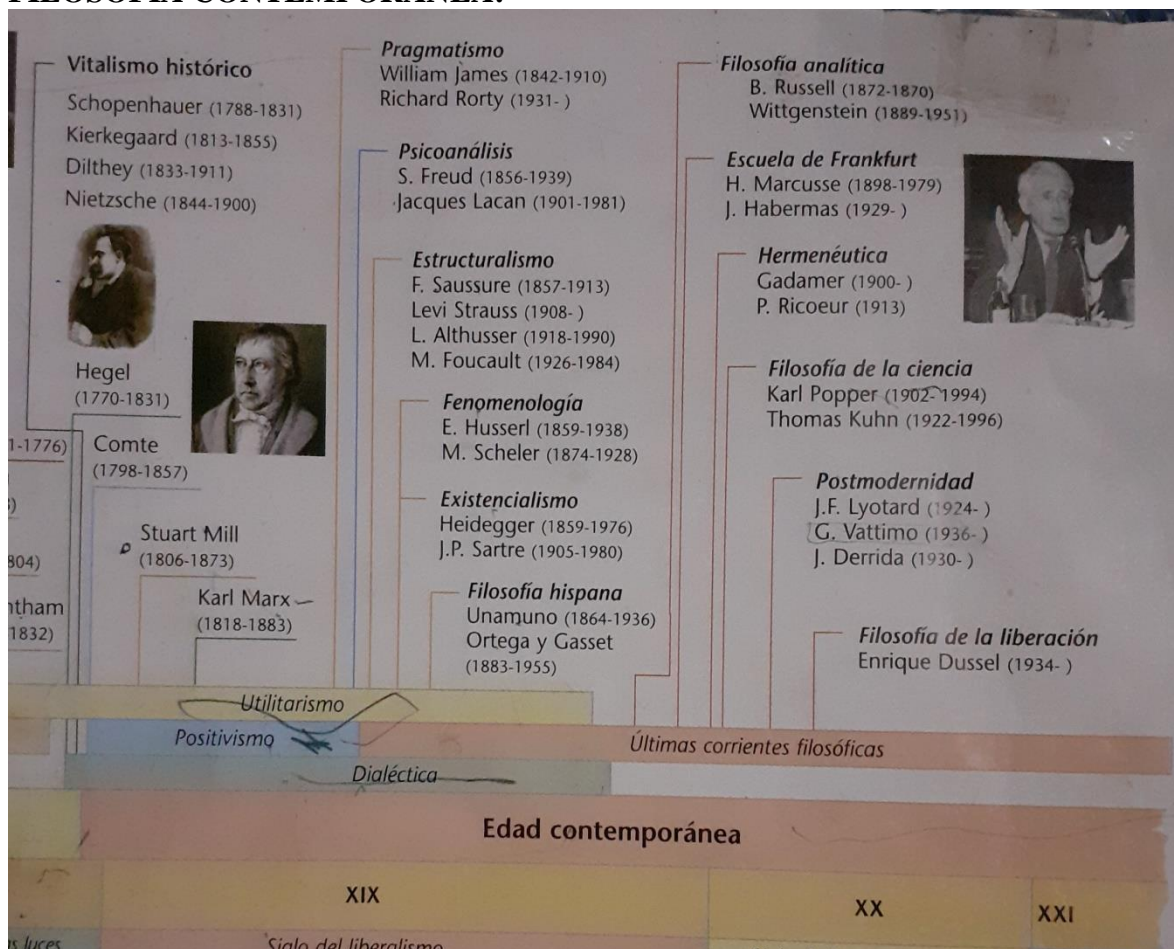 FILOSOFÍA CONTEMPORÁNEA:
Vitalismo histórico
Schopenhauer (1788-1831)
Kierkegaard (1813-1855)
Dilthey (1833-1911)
Nietzsche (1844-1900)
Hegel
(1770-1831)
1-1776)
Comte
(1798-1857)
Stuart Mill
(1806-1873)
804)
Karl Marx
(1818-1883)
ntham
1832)
Pragmatismo
William James (1842-1910)
Richard Rorty (1931- )
Psicoanálisis
S. Freud (1856-1939)
Jacques Lacan (1901-1981)
Estructuralismo
F. Saussure (1857-1913)
Levi Strauss (1908- )
L. Althusser (1918-1990)
M. Foucault (1926-1984)
Fenomenología
E. Husserl (1859-1938)
M. Scheler (1874-1928)
Existencialismo
Heidegger (1859-1976)
J.P. Sartre (1905-1980)
Filosofía hispana
Unamuno (1864-1936)
Ortega y Gasset
(1883-1955)
Filosofía analítica
B. Russell (1872-1870)
Wittgenstein (1889-1951)
Escuela de Frankfurt
H. Marcusse (1898-1979)
J. Habermas (1929- )
Hermenéutica
Gadamer (1900- )
P. Ricoeur (1913)
Filosofía de la ciencia
Karl Popper (1902-1994)
Thomas Kuhn (1922-1996)
Postmodernidad
J.F. Lyotard (1924- )
G. Vattimo (1936- )
J. Derrida (1930- )
Filosofía de la liberación
Enrique Dussel (1934- )
Utilitarismo
Positivismo
Últimas corrientes filosóficas
Dialéctica
Edad contemporánea
XIX
XX
XXI
as luces
Siglo del liberalismo